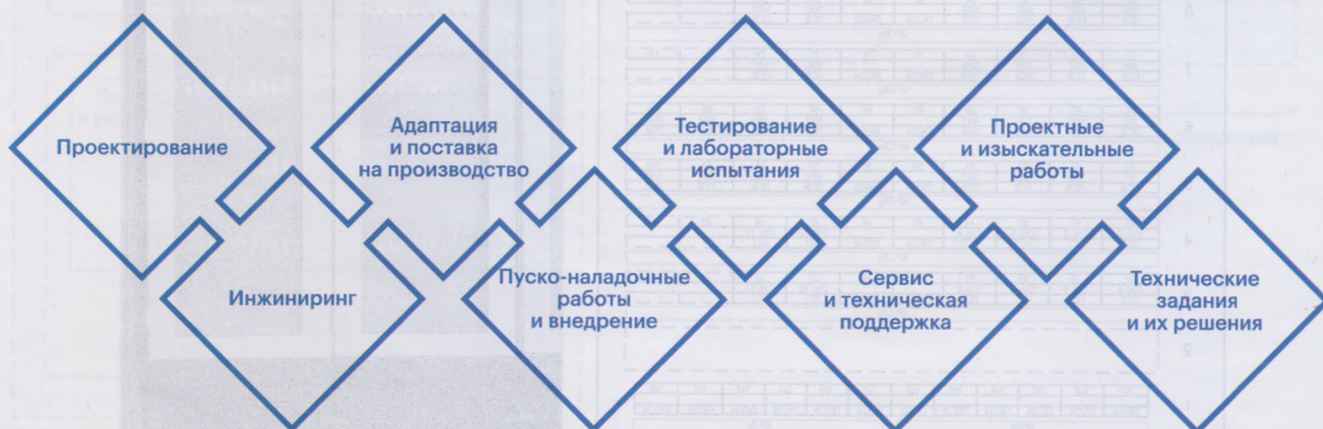 Проектирование
Адаптация
и поставка
на производство
Тестирование
и лабораторные
испытания
Проектные
и изыскательные
работы
Инжиниринг
Пуско-наладочные
работы
и внедрение
Сервис
и техническая
поддержка
Технические
задания
и их решения